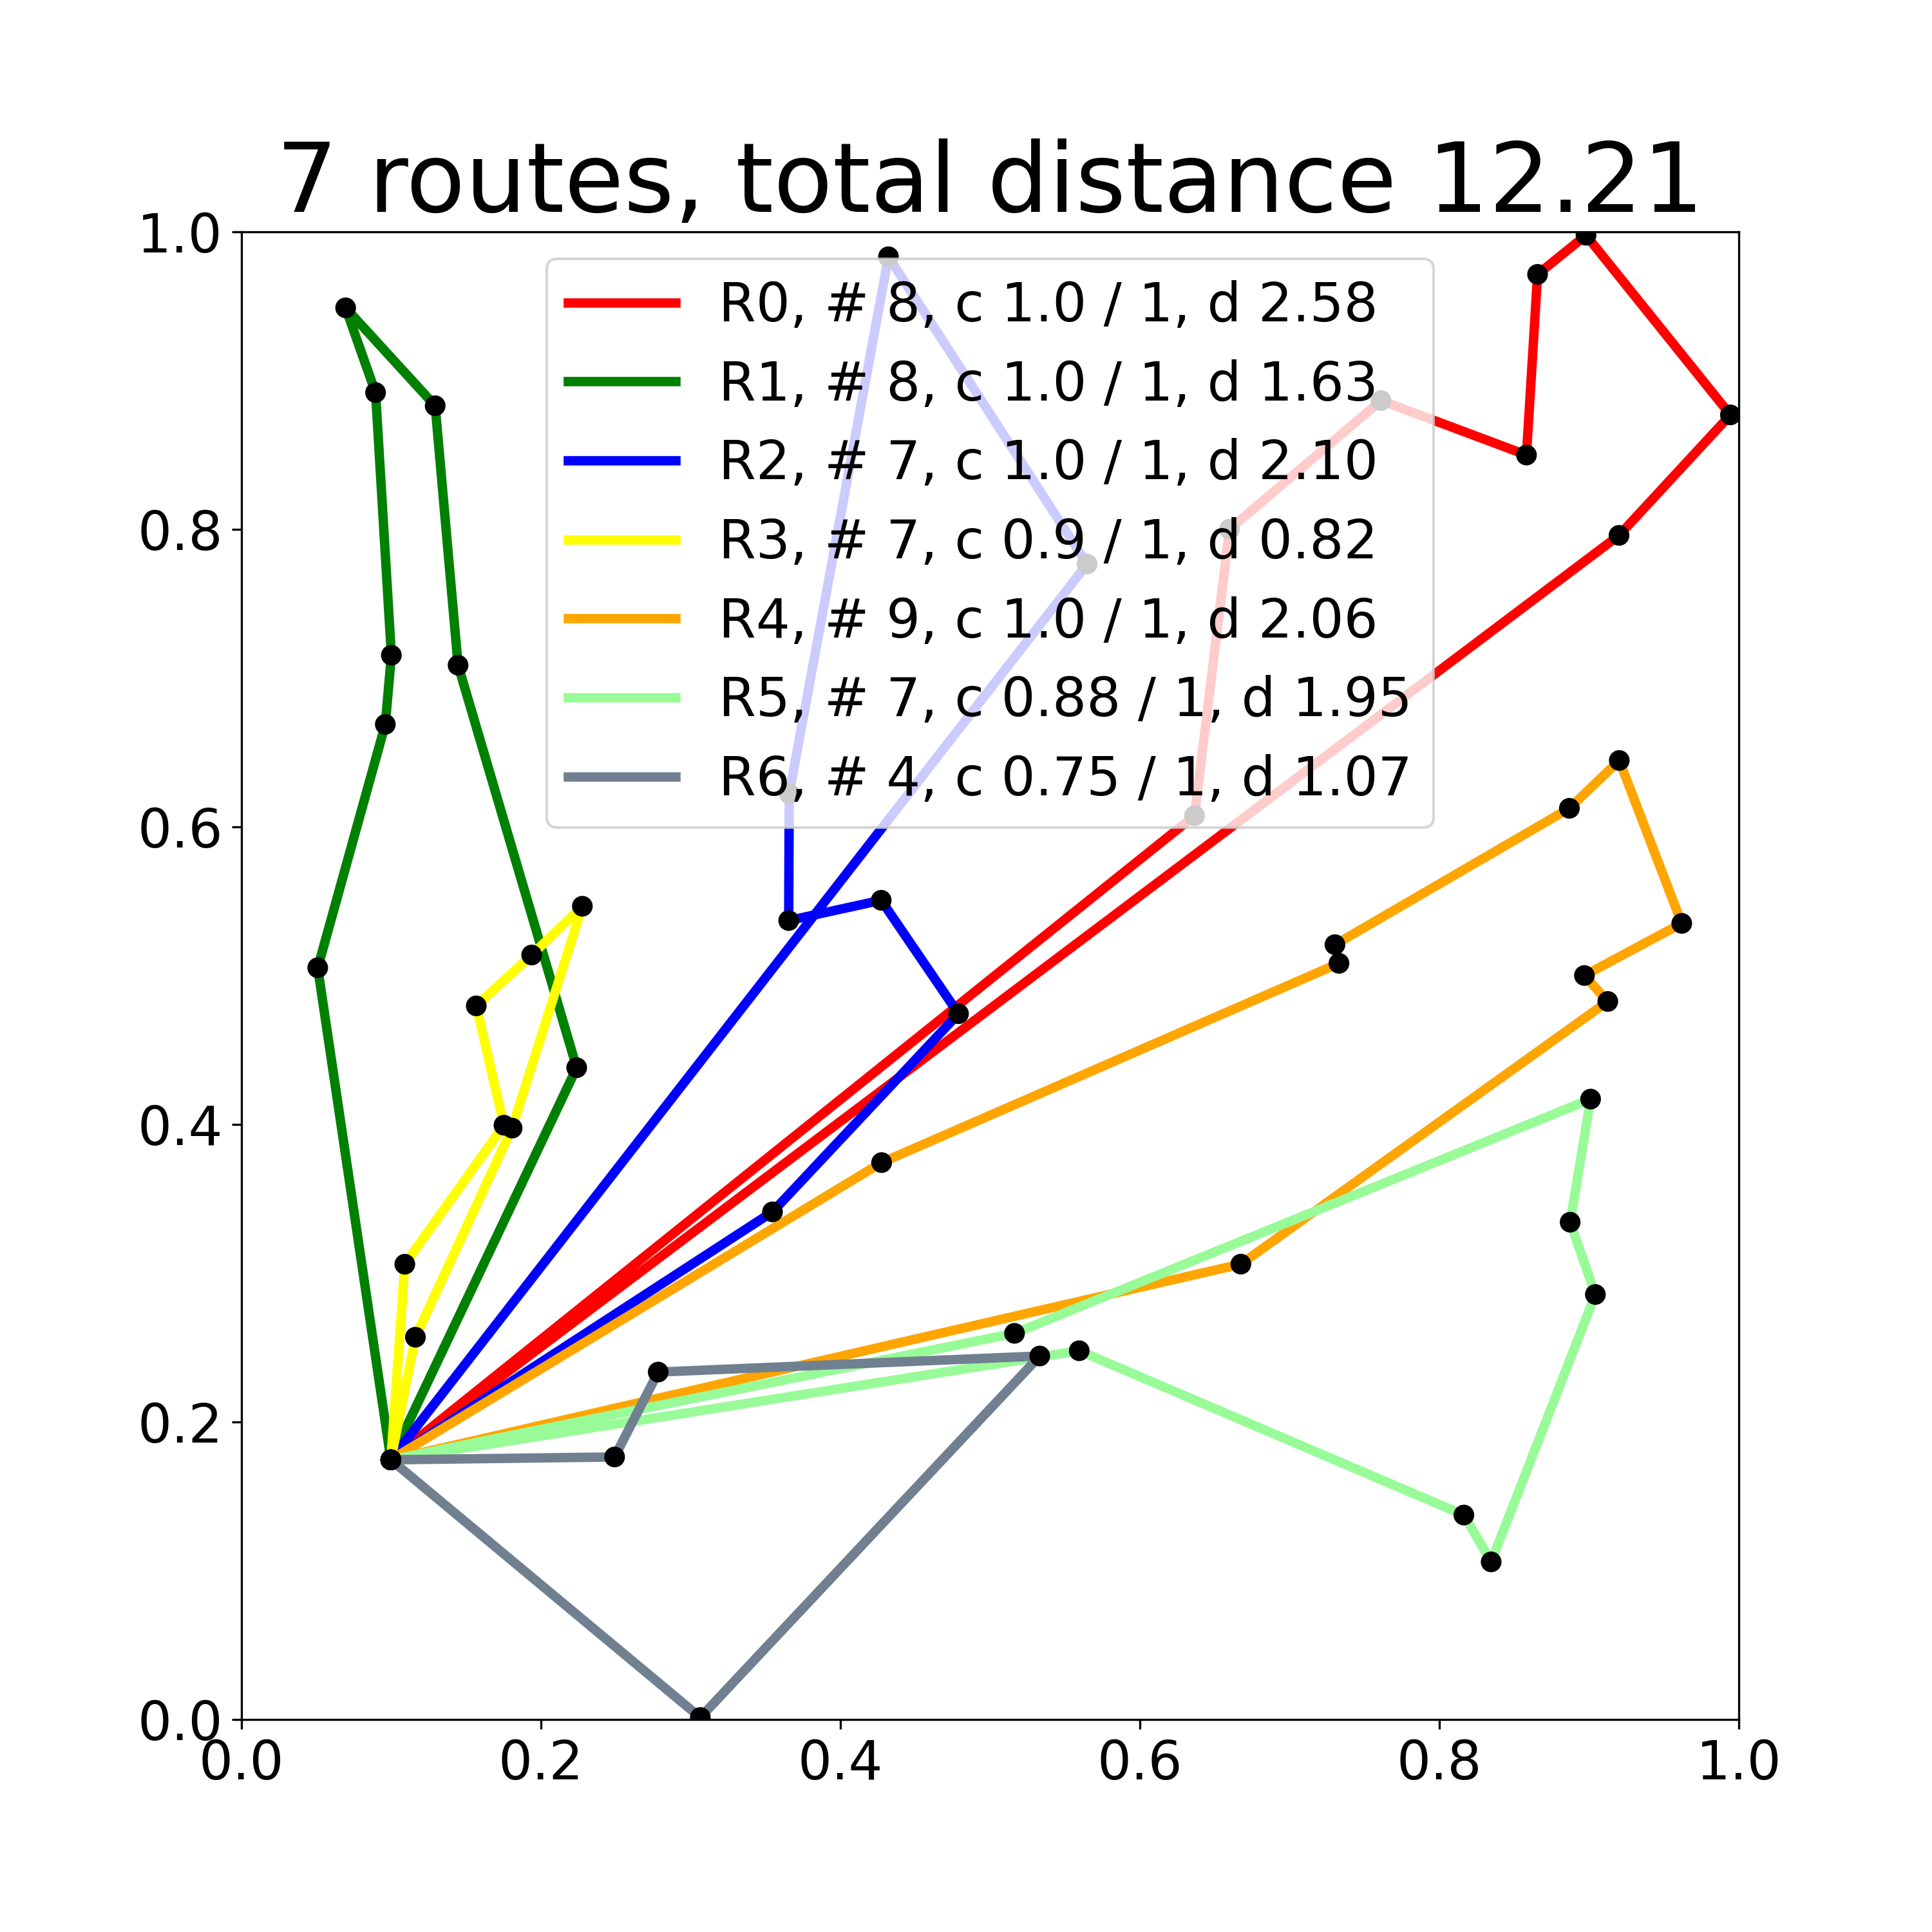 7 routes, total distance 12.21
1.0
0.8
0.6
0.4
0.2
0.0
R0, # 8, c 1.0 / 1, d 2.58
R1, # 8, c 1.0 / 1, d 1.63
R2, # 7, c 1.0 / 1, d 2.10
R3, # 7, c 0.9 / 1, d 0.82
R4, # 9, c 1.0 / 1, d 2.06
R5, # 7, c 0.88 / 1, d 1.95
R6, # 4, c 0.75 / 1, d 1.07
0.0 0.2 0.4 0.6 0.8 1.0